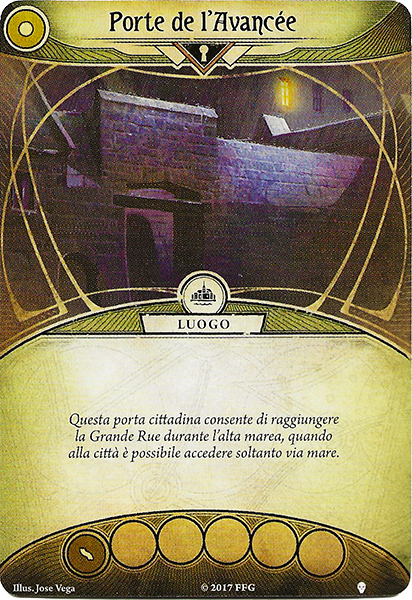 Porte de l'Avancée
LUOGO
Questa porta cittadina consente di raggiungere
la Grande Rue durante l'alta marea, quando
alla città è possibile accedere soltanto via mare.
Illus. Jose Vega
© 2017 FFG